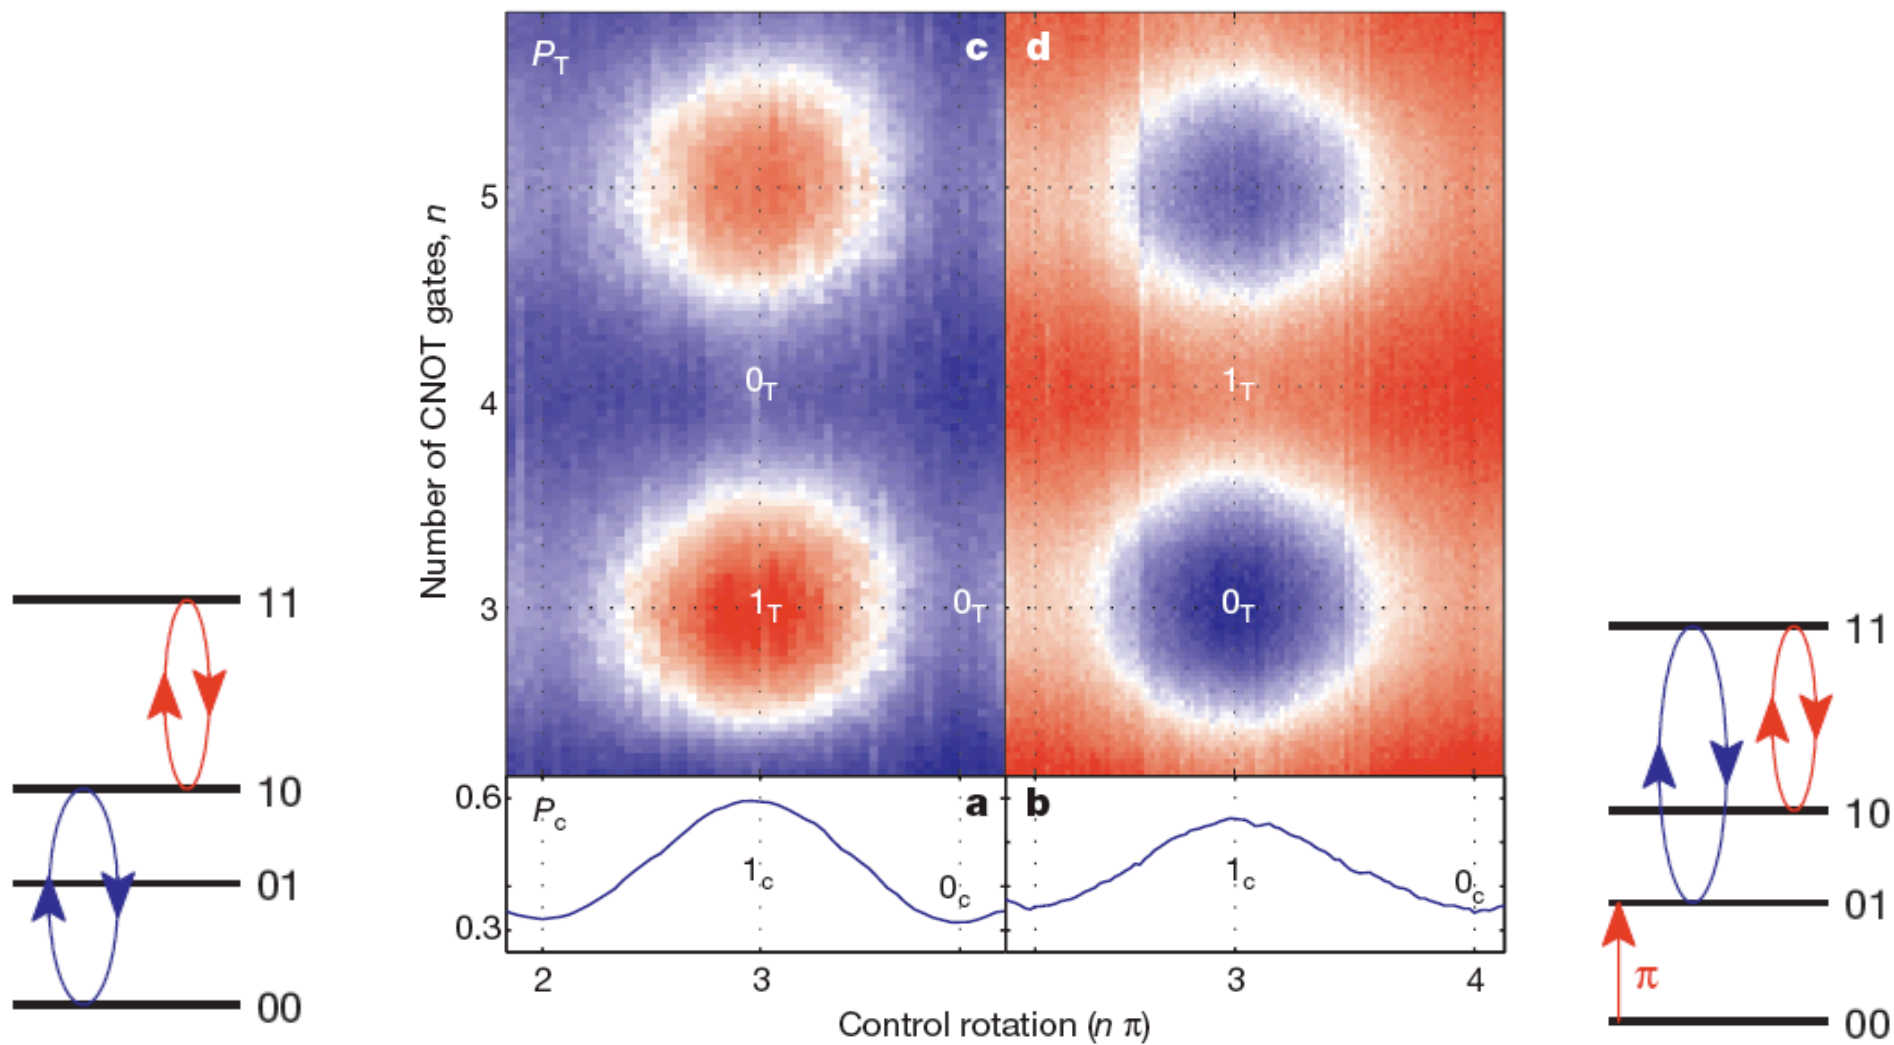 P_T
c
d
Number of CNOT gates, n
5
4
3
0_T
1_T
1_T
0_T
0_T
0.6
0.3
P_c
a
b
1_c
0_c
1_c
0_c
2
3
3
4
Control rotation (n π)
11
10
01
00
11
10
01
π
00